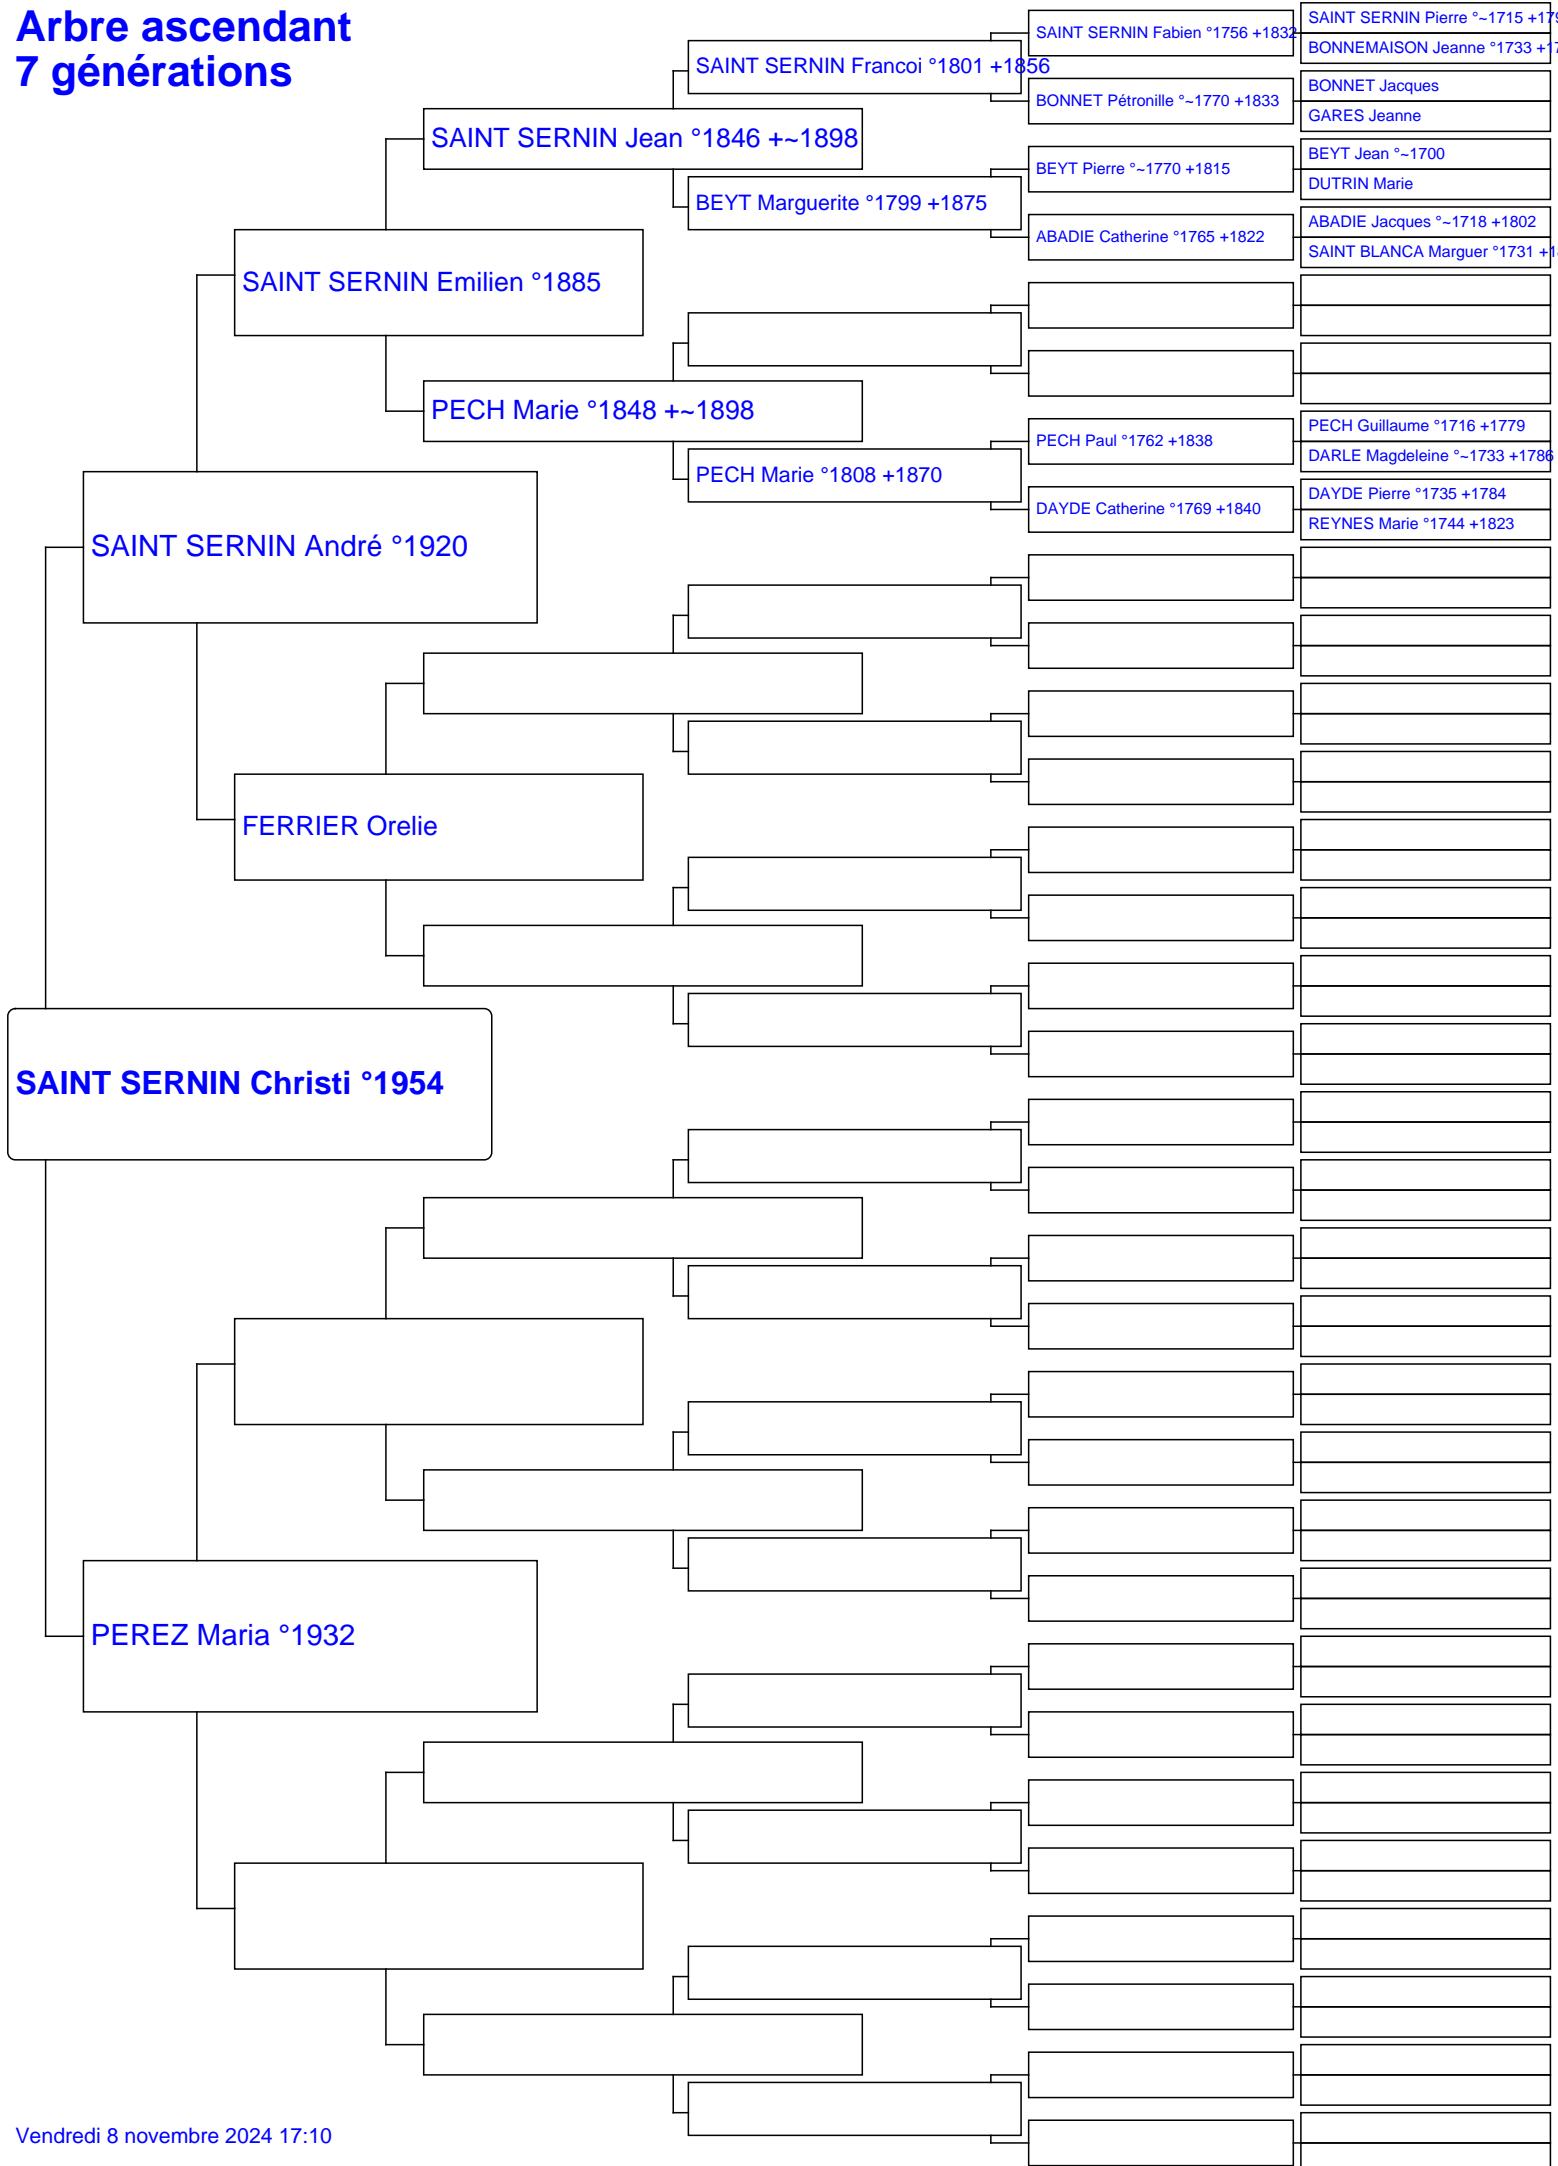 Arbre ascendant
7 générations
SAINT SERNIN Christi °1954
SAINT SERNIN André °1920
PEREZ Maria °1932
SAINT SERNIN Emilien °1885
FERRIER Orelie
SAINT SERNIN Jean °1846 +~1898
PECH Marie °1848 +~1898
SAINT SERNIN Francoi °1801 +1856
BEYT Marguerite °1799 +1875
PECH Marie °1808 +1870
SAINT SERNIN Fabien °1756 +1832
BONNET Pétronille °~1770 +1833
BEYT Pierre °~1770 +1815
ABADIE Catherine °1765 +1822
PECH Paul °1762 +1838
DAYDE Catherine °1769 +1840
SAINT SERNIN Pierre °~1715
BONNEMAISON Jeanne °1733
BONNET Jacques
GARES Jeanne
BEYT Jean °~1700
DUTRIN Marie
ABADIE Jacques °~1718 +1802
SAINT BLANCA Marguer °1731
PECH Guillaume °1716 +1779
DARLE Magdeleine °~1733 +1786
DAYDE Pierre °1735 +1784
REYNES Marie °1744 +1823
Vendredi 8 novembre 2024 17:10